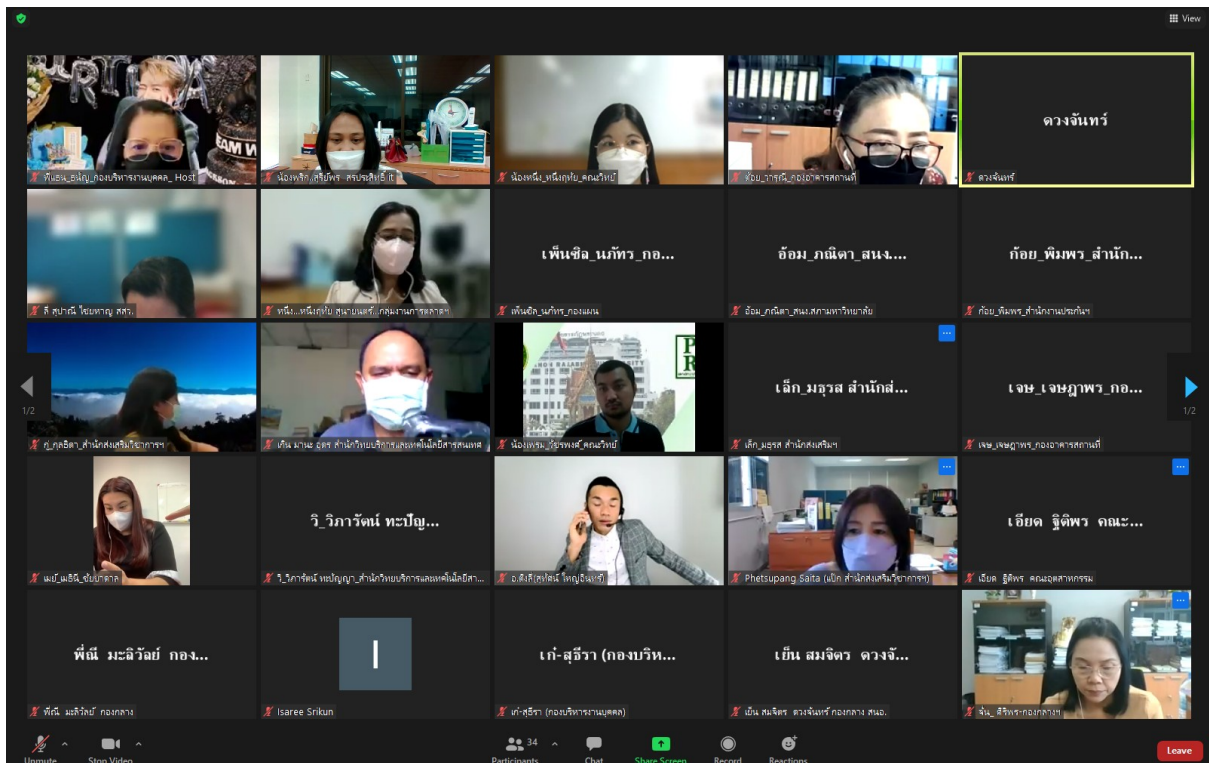 View
พันธน_ธนัญ_กองบริหารงานบุคคล_ Host
น้องหนึ่ง_หนึ่งฤทัย_คณะวิทย์
ต้อย_วารุณี_กองอาคารสถานที่
ดวงจันทร์
ดวงจันทร์
ลี สุปาณี ไชยหาญ สสว.
เพ็นซิล_นภัทร_กอ...
เพ็นซิล_นภัทร_กองแผน
อ้อม_ภณิตา_สนง....
อ้อม_ภณิตา_สนง.สภามหาวิทยาลัย
ก้อย_พิมพร_สำนัก...
ก้อย_พิมพร_สำนักงานประกันฯ
1/2
กุ๋_กุลธิดา_สำนักส่งเสริมวิชาการฯ
น้องเพรม_วัชรพงศ์_คณะวิทย์
เล็ก_มธุรส สำนักส่...
เล็ก_มธุรส สำนักส่งเสริมฯ
เจษ_เจษฎาพร_กอ...
เจษ_เจษฎาพร_กองอาคารสถานที่
1/2
วิ_วิภารัตน์ ทะปัญ...
วิ_วิภารัตน์ ทะปัญญา_สำนักวิทยบริการและเทคโนโลยีสา...
Phetsupang Saita (แป๊ก สำนักส่งเสริมวิชาการฯ)
เอียด ฐิติพร คณะ...
เอียด ฐิติพร คณะอุตสาหกรรม
พี่ณี มะลิวัลย์ กอง...
พี่ณี มะลิวัลย์ กองกลาง
I
Isaree Srikun
เก๋-สุธีรา (กองบริห...
เก๋-สุธีรา (กองบริหารงานบุคคล)
เย็น สมจิตร ดวงจั...
เย็น สมจิตร ดวงจันทร์ กองกลาง สนอ.
Unmute
Stop Video
34
Participants
Chat
Share Screen
Record
Reactions
Leave